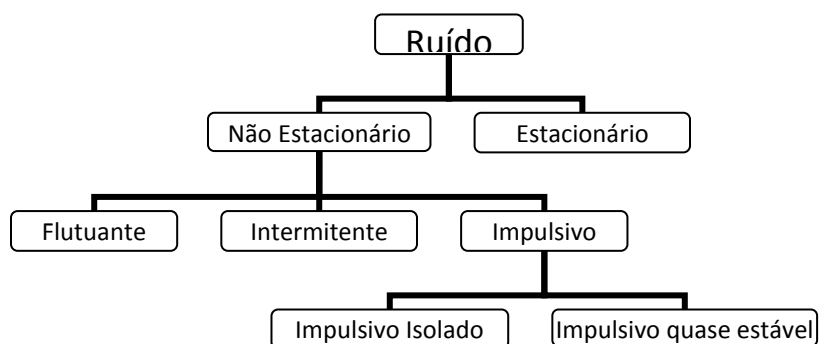 Ruído
Não Estacionário
Estacionário
Flutuante
Intermitente
Impulsivo
Impulsivo Isolado
Impulsivo quase estável